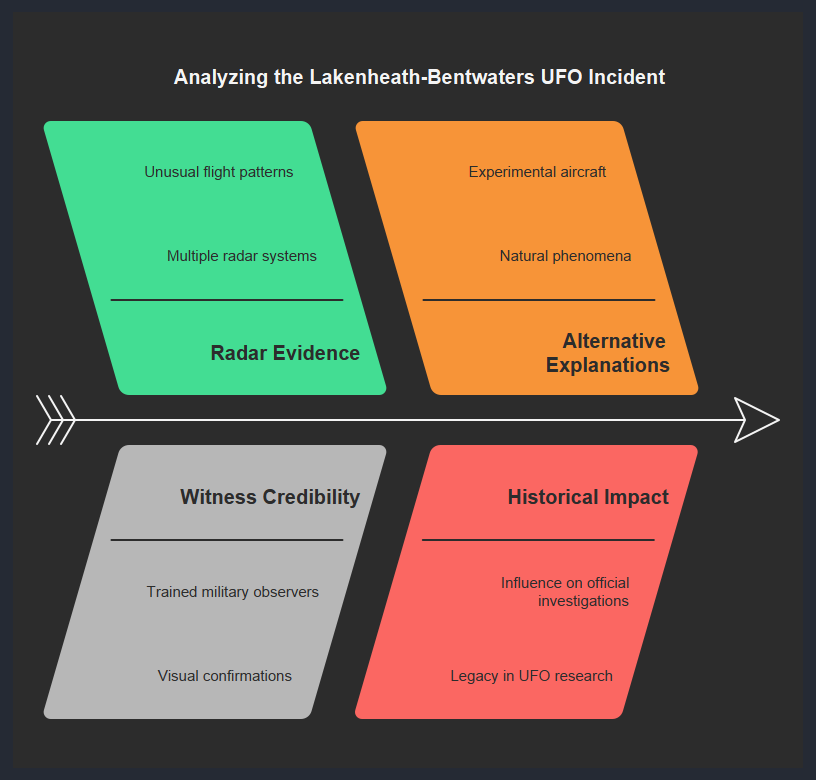 Analyzing the Lakenheath-Bentwaters UFO Incident
Unusual flight patterns
Multiple radar systems
Radar Evidence
Experimental aircraft
Natural phenomena
Alternative
Explanations
Witness Credibility
Trained military observers
Visual confirmations
Historical Impact
Influence on official
investigations
Legacy in UFO research